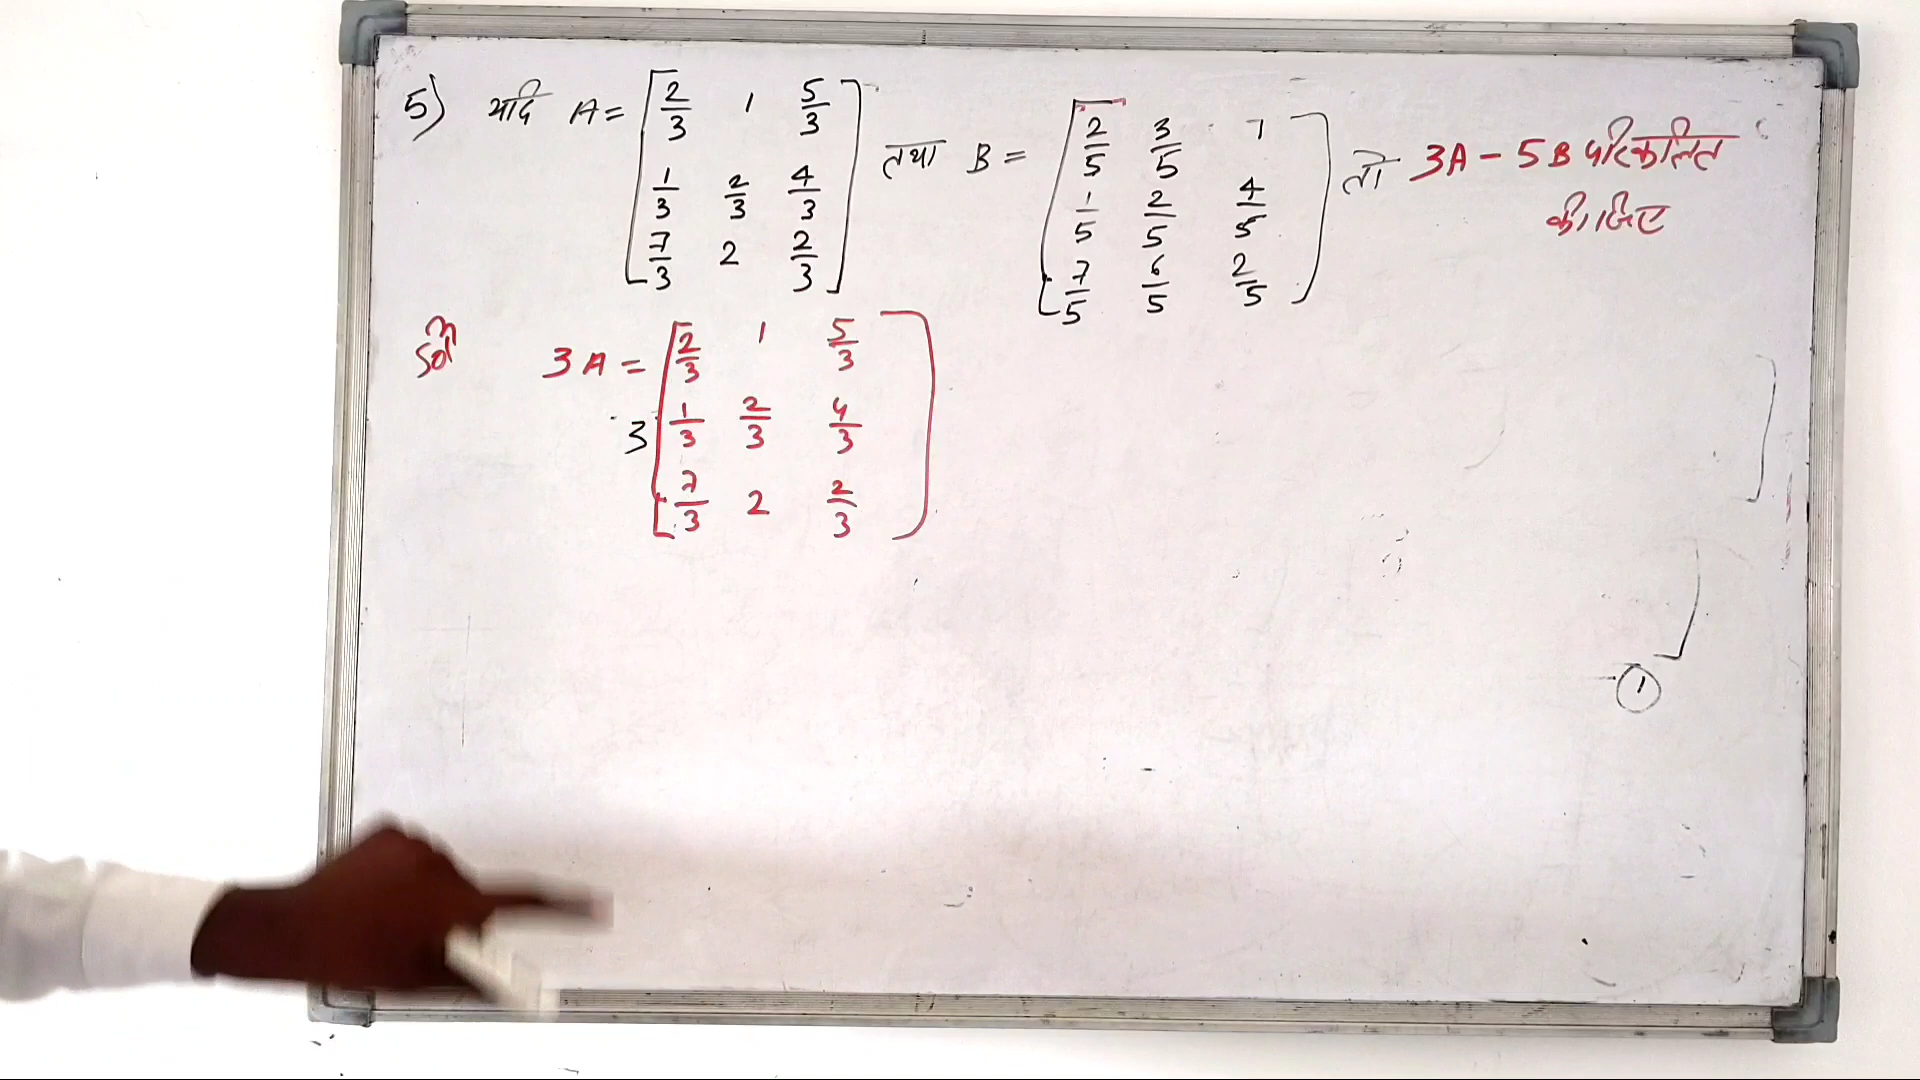 5) यदि A = [ 2/3 1 5/3 तथा B = [ 2/5 3/5 1 तो 3A - 5B परिकलित
1/3 2/3 4/3 1/5 2/5 4/5 कीजिए
7/3 2 2/3 ] 7/5 6/5 2/5 ]
3A = [ 2/3 1 5/3
3 1/3 2/3 4/3
7/3 2 2/3 ]
1